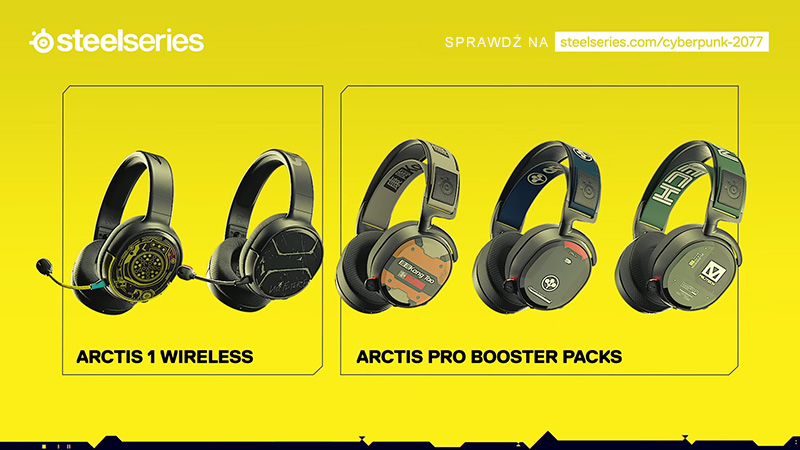 steelseries
SPRAWDŹ NA steelseries.com/cyberpunk-2077
ARCTIS 1 WIRELESS
ARCTIS PRO BOOSTER PACKS